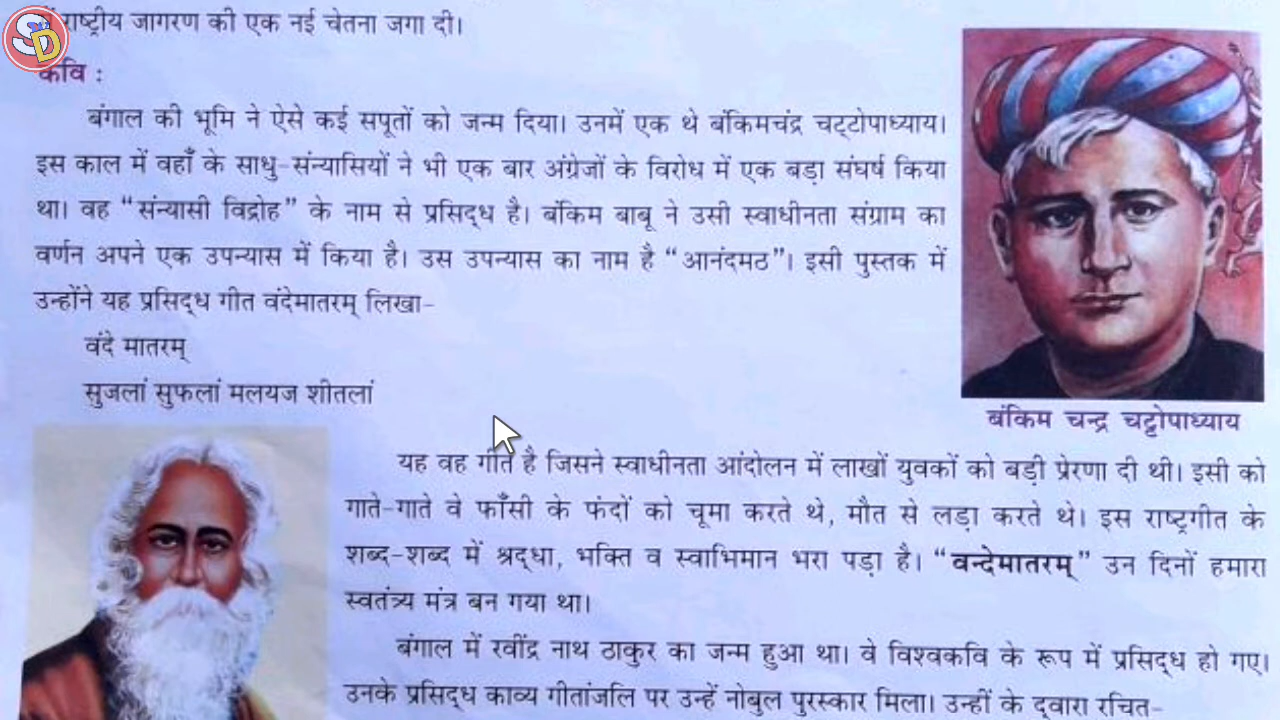 SD
राष्ट्रीय जागरण की एक नई चेतना जगा दी।
कवि :
बंगाल की भूमि ने ऐसे कई सपूतों को जन्म दिया। उनमें एक थे बंकिमचंद्र चट्टोपाध्याय।
इस काल में वहाँ के साधु-संन्यासियों ने भी एक बार अंग्रेजों के विरोध में एक बड़ा संघर्ष किया
था। वह “संन्यासी विद्रोह” के नाम से प्रसिद्ध है। बंकिम बाबू ने उसी स्वाधीनता संग्राम का
वर्णन अपने एक उपन्यास में किया है। उस उपन्यास का नाम है “आनंदमठ”। इसी पुस्तक में
उन्होंने यह प्रसिद्ध गीत वंदेमातरम् लिखा-
वंदे मातरम्
सुजलां सुफलां मलयज शीतलां
बंकिम चन्द्र चट्टोपाध्याय
यह वह गीत है जिसने स्वाधीनता आंदोलन में लाखों युवकों को बड़ी प्रेरणा दी थी। इसी को
गाते-गाते वे फाँसी के फंदों को चूमा करते थे, मौत से लड़ा करते थे। इस राष्ट्रगीत के
शब्द-शब्द में श्रद्धा, भक्ति व स्वाभिमान भरा पड़ा है। “वन्देमातरम्” उन दिनों हमारा
स्वतंत्र्य मंत्र बन गया था।
बंगाल में रवींद्र नाथ ठाकुर का जन्म हुआ था। वे विश्वकवि के रूप में प्रसिद्ध हो गए।
उनके प्रसिद्ध काव्य गीतांजलि पर उन्हें नोबुल पुरस्कार मिला। उन्हीं के द्वारा रचित-